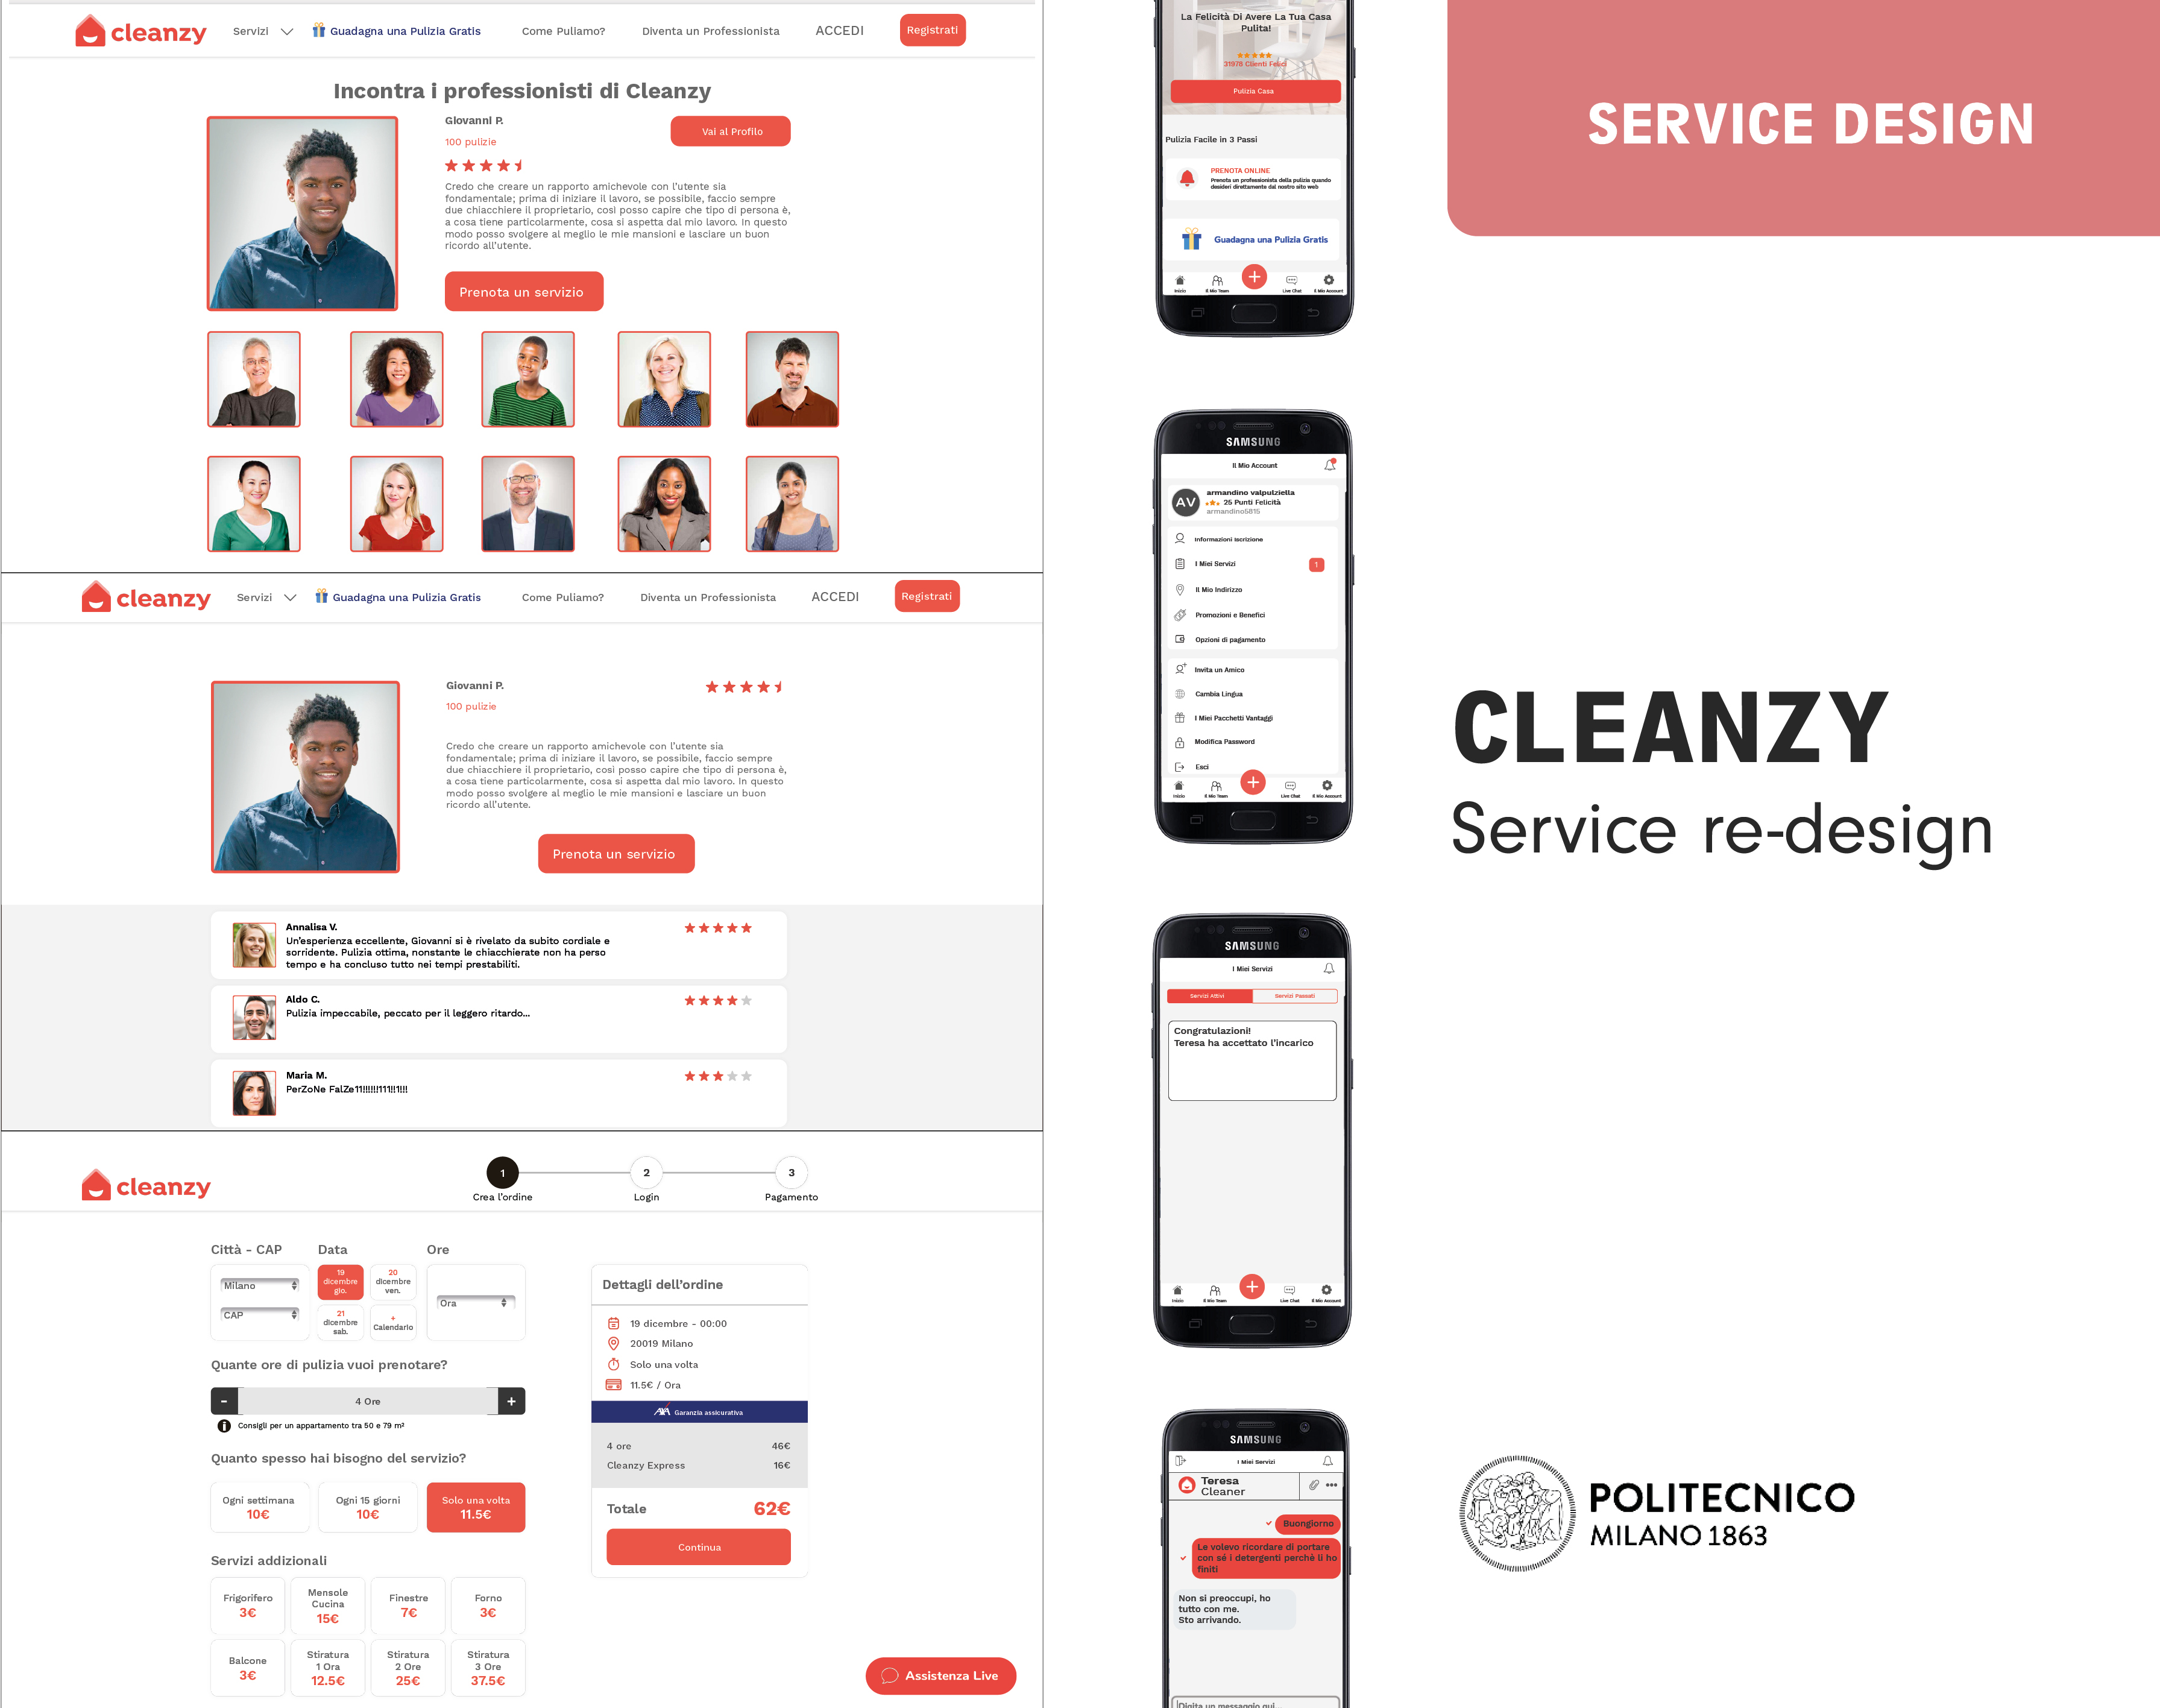 cleanzy
Servizi
Guadagna una Pulizia Gratis
Come Puliamo?
Diventa un Professionista
ACCEDI
Registrati
Incontra i professionisti di Cleanzy
Giovanni P.
100 pulizie
Vai al Profilo
Credo che creare un rapporto amichevole con l'utente sia
fondamentale; prima di iniziare il lavoro, se possibile, faccio sempre
due chiacchiere il proprietario, così posso capire che tipo di persona è,
a cosa tiene particolarmente, cosa si aspetta dal mio lavoro. In questo
modo posso svolgere al meglio le mie mansioni e lasciare un buon
ricordo all'utente.
Prenota un servizio
cleanzy
Servizi
Guadagna una Pulizia Gratis
Come Puliamo?
Diventa un Professionista
ACCEDI
Registrati
Giovanni P.
100 pulizie
Credo che creare un rapporto amichevole con l'utente sia
fondamentale; prima di iniziare il lavoro, se possibile, faccio sempre
due chiacchiere il proprietario, così posso capire che tipo di persona è,
a cosa tiene particolarmente, cosa si aspetta dal mio lavoro. In questo
modo posso svolgere al meglio le mie mansioni e lasciare un buon
ricordo all'utente.
Prenota un servizio
Annalisa V.
Un'esperienza eccellente, Giovanni si è rivelato da subito cordiale e
sorridente. Pulizia ottima, nonstante le chiacchierate non ha perso
tempo e ha concluso tutto nei tempi prestabiliti.
Aldo C.
Pulizia impeccabile, peccato per il leggero ritardo...
Maria M.
PerZoNe FalZe11!!!!!!111!!1!!!
cleanzy
1
Crea l'ordine
2
Login
3
Pagamento
Città - CAP
Milano
CAP
Data
19
dicembre
gio.
20
dicembre
ven.
21
dicembre
sab.
+
Calendario
Ore
Ora
Quante ore di pulizia vuoi prenotare?
-
4 Ore
+
Consigli per un appartamento tra 50 e 79 m²
Quanto spesso hai bisogno del servizio?
Ogni settimana
10€
Ogni 15 giorni
10€
Solo una volta
11.5€
Servizi addizionali
Frigorifero
3€
Mensole
Cucina
15€
Finestre
7€
Forno
3€
Balcone
3€
Stiratura
1 Ora
12.5€
Stiratura
2 Ore
25€
Stiratura
3 Ore
37.5€
Dettagli dell'ordine
19 dicembre - 00:00
20019 Milano
Solo una volta
11.5€ / Ora
AXA Garanzia assicurativa
4 ore 46€
Cleanzy Express 16€
Totale 62€
Continua
Assistenza Live
La Felicità Di Avere La Tua Casa
Pulita!
31978 Clienti Felici
Pulizia Casa
Pulizia Facile in 3 Passi
PRENOTA ONLINE
Prenota un professionista della pulizia quando
desideri direttamente dal nostro sito web
Guadagna una Pulizia Gratis
Inizio
Il Mio Team
Live Chat
Il Mio Account
SAMSUNG
Il Mio Account
AV
armandino valpulziella
25 Punti Felicità
armandino5815
Informazioni Iscrizione
I Miei Servizi
1
Il Mio Indirizzo
Promozioni e Benefici
Opzioni di pagamento
Invita un Amico
Cambia Lingua
I Miei Pacchetti Vantaggi
Modifica Password
Esci
Inizio
Il Mio Team
Live Chat
Il Mio Account
SAMSUNG
I Miei Servizi
Servizi Attivi
Servizi Passati
Congratulazioni!
Teresa ha accettato l'incarico
Inizio
Il Mio Team
Live Chat
Il Mio Account
SAMSUNG
I Miei Servizi
Teresa
Cleaner
Buongiorno
Le volevo ricordare di portare
con sé i detergenti perchè li ho
finiti
Non si preoccupi, ho
tutto con me.
Sto arrivando.
Digita un messaggio qui...
SERVICE DESIGN
CLEANZY
Service re-design
POLITECNICO
MILANO 1863